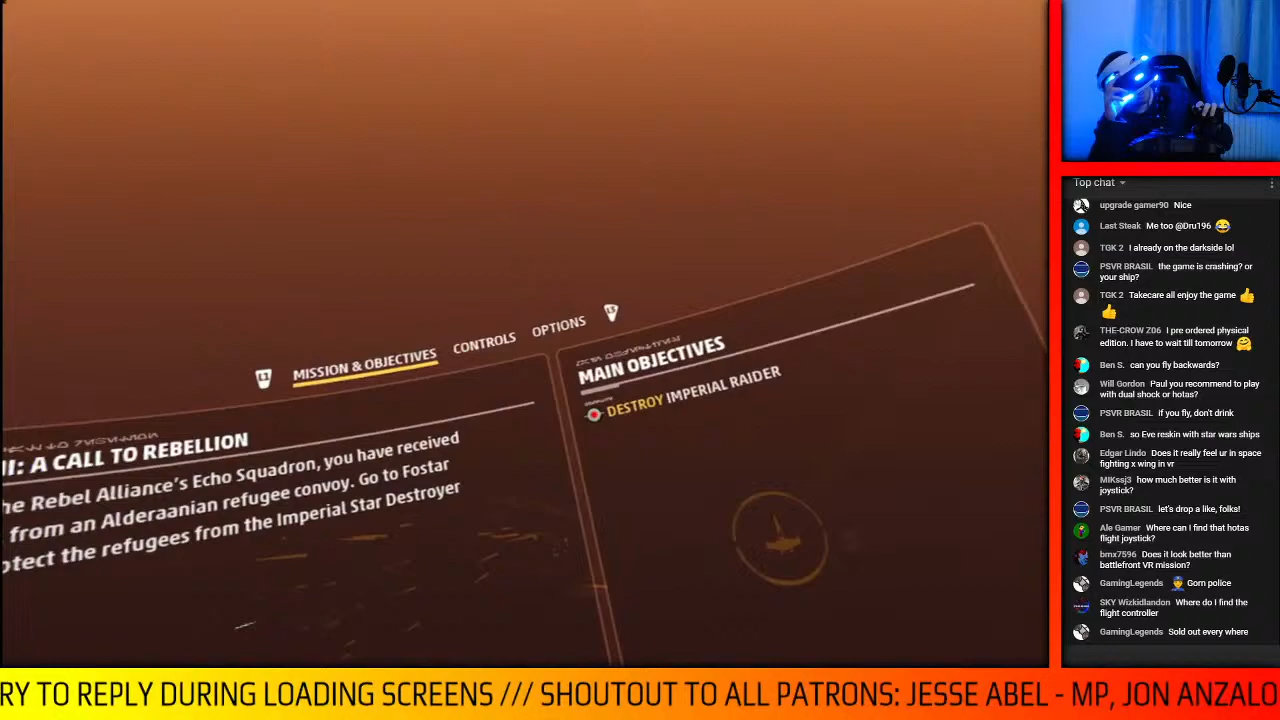 L1 MISSION & OBJECTIVES CONTROLS OPTIONS
: A CALL TO REBELLION
he Rebel Alliance's Echo Squadron, you have received
from an Alderaanian refugee convoy. Go to Fostar
otect the refugees from the Imperial Star Destroyer
MAIN OBJECTIVES
DESTROY IMPERIAL RAIDER
Top chat
upgrade gamer90 Nice
Last Steak Me too @Dru196 😂
TGK 2 I already on the darkside lol
PSVR BRASIL the game is crashing? or
your ship?
TGK 2 Takecare all enjoy the game 👍
👍
THE-CROW Z06 I pre ordered physical
edition. I have to wait till tomorrow 🤗
Ben S. can you fly backwards?
Will Gordon Paul you recommend to play
with dual shock or hotas?
PSVR BRASIL if you fly, don't drink
Ben S. so Eve reskin with star wars ships
Edgar Lindo Does it really feel ur in space
fighting x wing in vr
MIKssj3 how much better is it with
joystick?
PSVR BRASIL let's drop a like, folks!
Ale Gamer Where can I find that hotas
flight joystick?
bmx7596 Does it look better than
battlefront VR mission?
GamingLegends 👮 Gorn police
SKY Wizkidlandon Where do I find the
flight controller
GamingLegends Sold out every where
RY TO REPLY DURING LOADING SCREENS /// SHOUTOUT TO ALL PATRONS: JESSE ABEL - MP, JON ANZALO